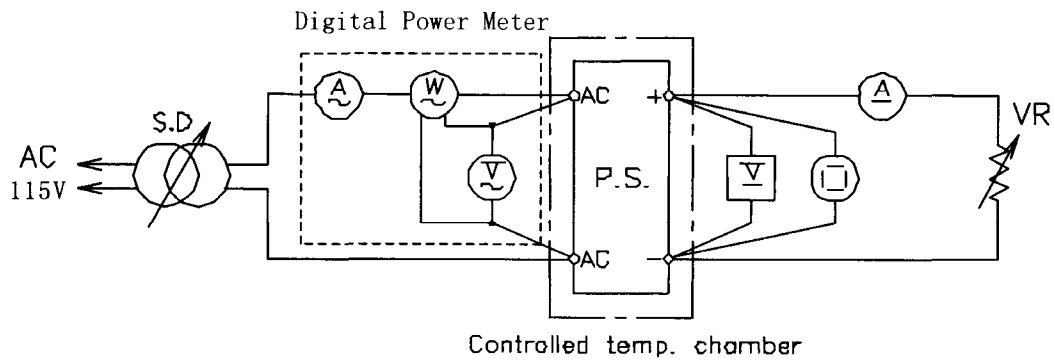 Digital Power Meter
A
W
AC
+
A
VR
S.D
AC
115V
V
P.S.
V
AC
−
Controlled temp. chamber